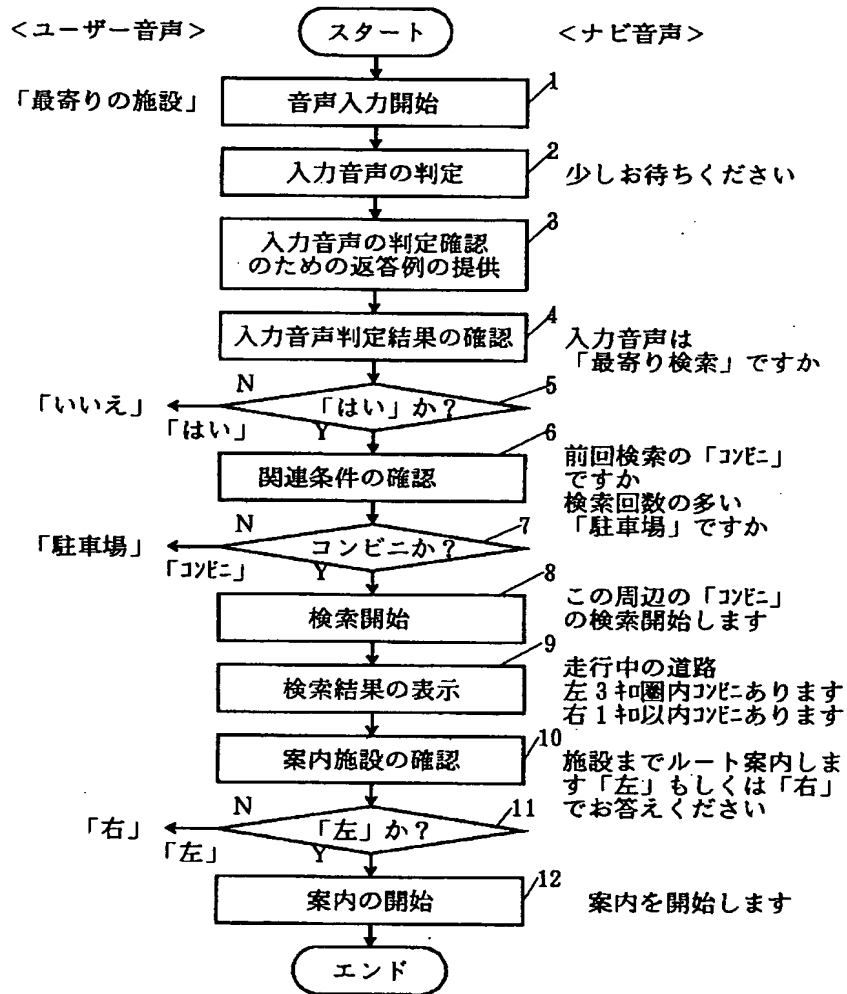 <ユーザー音声>
スタート
<ナビ音声>
「最寄りの施設」
音声入力開始
1
入力音声の判定
2
少しお待ちください
入力音声の判定確認
のための返答例の提供
3
入力音声判定結果の確認
4
入力音声は
「最寄り検索」ですか
「いいえ」
N
「はい」か？
5
「はい」
Y
関連条件の確認
6
前回検索の「コンビニ」
ですか
検索回数の多い
「駐車場」ですか
「駐車場」
N
コンビニか？
7
「コンビニ」
Y
検索開始
8
この周辺の「コンビニ」
の検索開始します
検索結果の表示
9
走行中の道路
左3キロ圏内コンビニあります
右1キロ以内コンビニあります
案内施設の確認
10
施設までルート案内しま
す「左」もしくは「右」
でお答えください
「右」
N
「左」か？
11
「左」
Y
案内の開始
12
案内を開始します
エンド